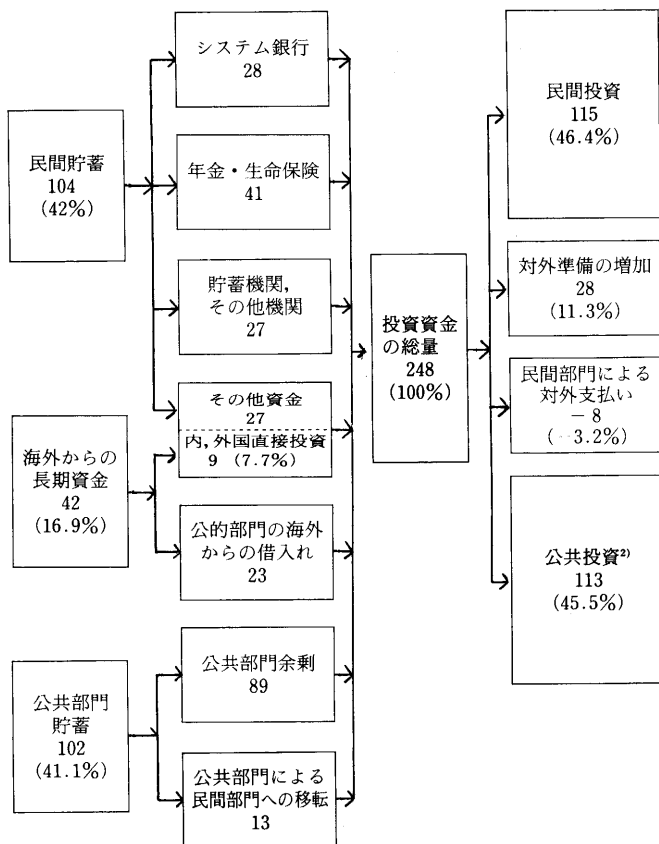 民間貯蓄
104
(42%)
海外からの
長期資金
42
(16.9%)
公共部門
貯蓄
102
(41.1%)
システム銀行
28
年金・生命保険
41
貯蓄機関,
その他機関
27
その他資金
27
内,外国直接投資
9 (7.7%)
公的部門の海外
からの借入れ
23
公共部門余剰
89
公共部門による
民間部門への移転
13
投資資金
の総量
248
(100%)
民間投資
115
(46.4%)
対外準備の増加
28
(11.3%)
民間部門による
対外支払い
−8
(−3.2%)
公共投資²⁾
113
(45.5%)